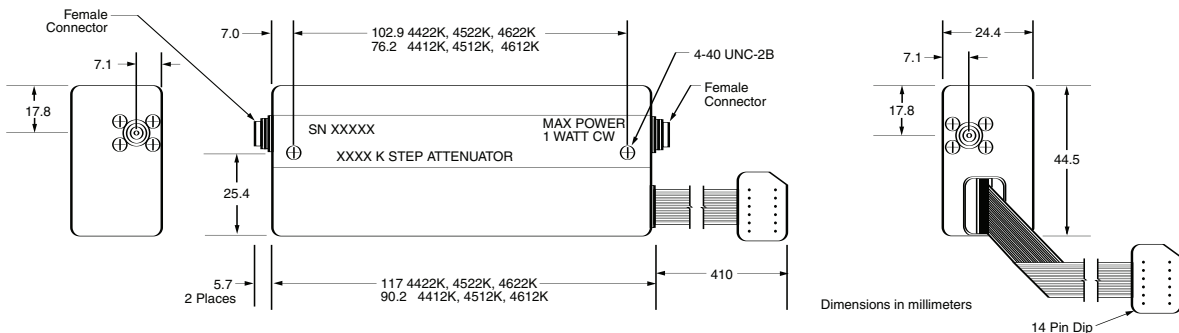 Female
Connector
7.0
102.9 4422K, 4522K, 4622K
76.2 4412K, 4512K, 4612K
4-40 UNC-2B
Female
Connector
7.1
17.8
SN XXXXX
MAX POWER
1 WATT CW
XXXX K STEP ATTENUATOR
25.4
5.7
2 Places
117 4422K, 4522K, 4622K
90.2 4412K, 4512K, 4612K
410
24.4
7.1
17.8
44.5
Dimensions in millimeters
14 Pin Dip